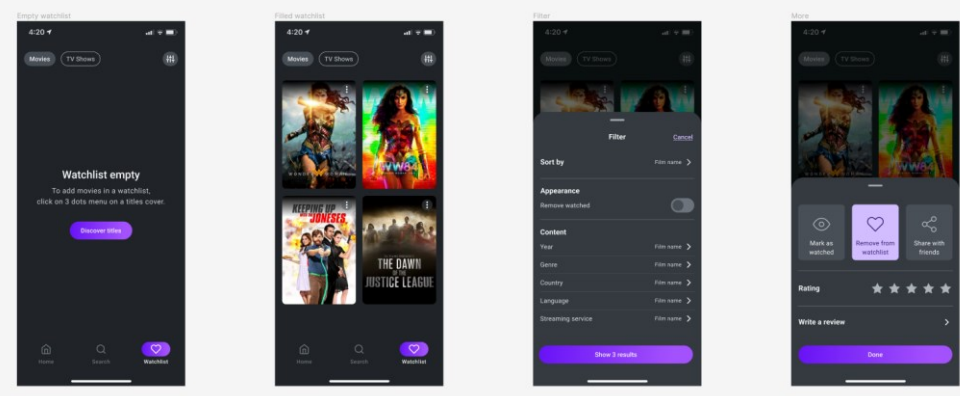 Empty watchlist
4:20
Movies
TV Shows
Watchlist empty
To add movies in a watchlist,
click on 3 dots menu on a titles cover.
Discover titles
Home
Search
Watchlist
Filled watchlist
4:20
Movies
TV Shows
WW84
KEEPING UP
WITH THE JONESES
THE DAWN
OF THE
JUSTICE LEAGUE
Home
Search
Watchlist
Filter
4:20
Movies
TV Shows
Filter
Cancel
Sort by
Film name
Appearance
Remove watched
Content
Year
Film name
Genre
Film name
Country
Film name
Language
Film name
Streaming service
Film name
Show 3 results
More
4:20
Movies
TV Shows
Mark as
watched
Remove from
watchlist
Share with
friends
Rating
Write a review
Done